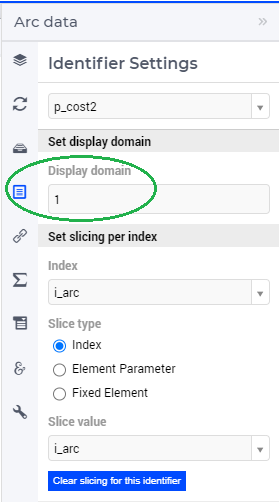 Arc data »
Identifier Settings
p_cost2
Set display domain
Display domain
1
Set slicing per index
Index
i_arc
Slice type
Index
Element Parameter
Fixed Element
Slice value
i_arc
Clear slicing for this identifier